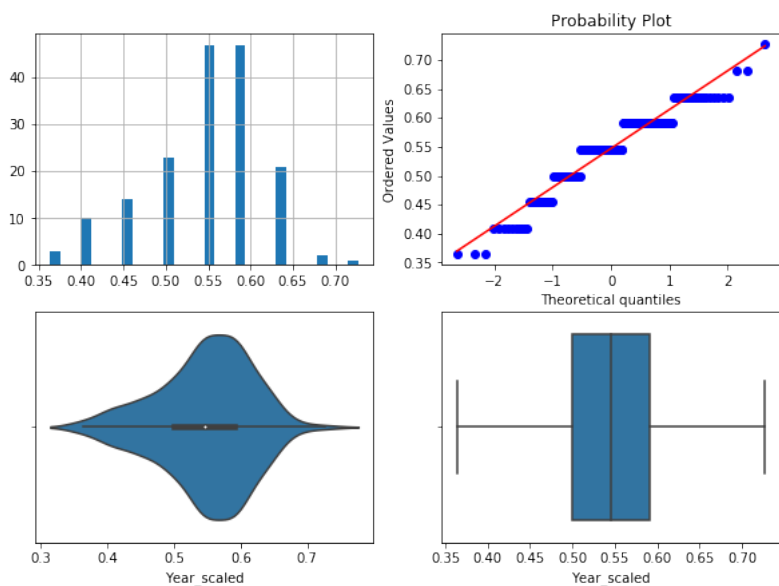 40
30
20
10
0
0.35 0.40 0.45 0.50 0.55 0.60 0.65 0.70
Probability Plot
Ordered Values
0.70
0.65
0.60
0.55
0.50
0.45
0.40
0.35
−2 −1 0 1 2
Theoretical quantiles
0.3 0.4 0.5 0.6 0.7
Year_scaled
0.35 0.40 0.45 0.50 0.55 0.60 0.65 0.70
Year_scaled